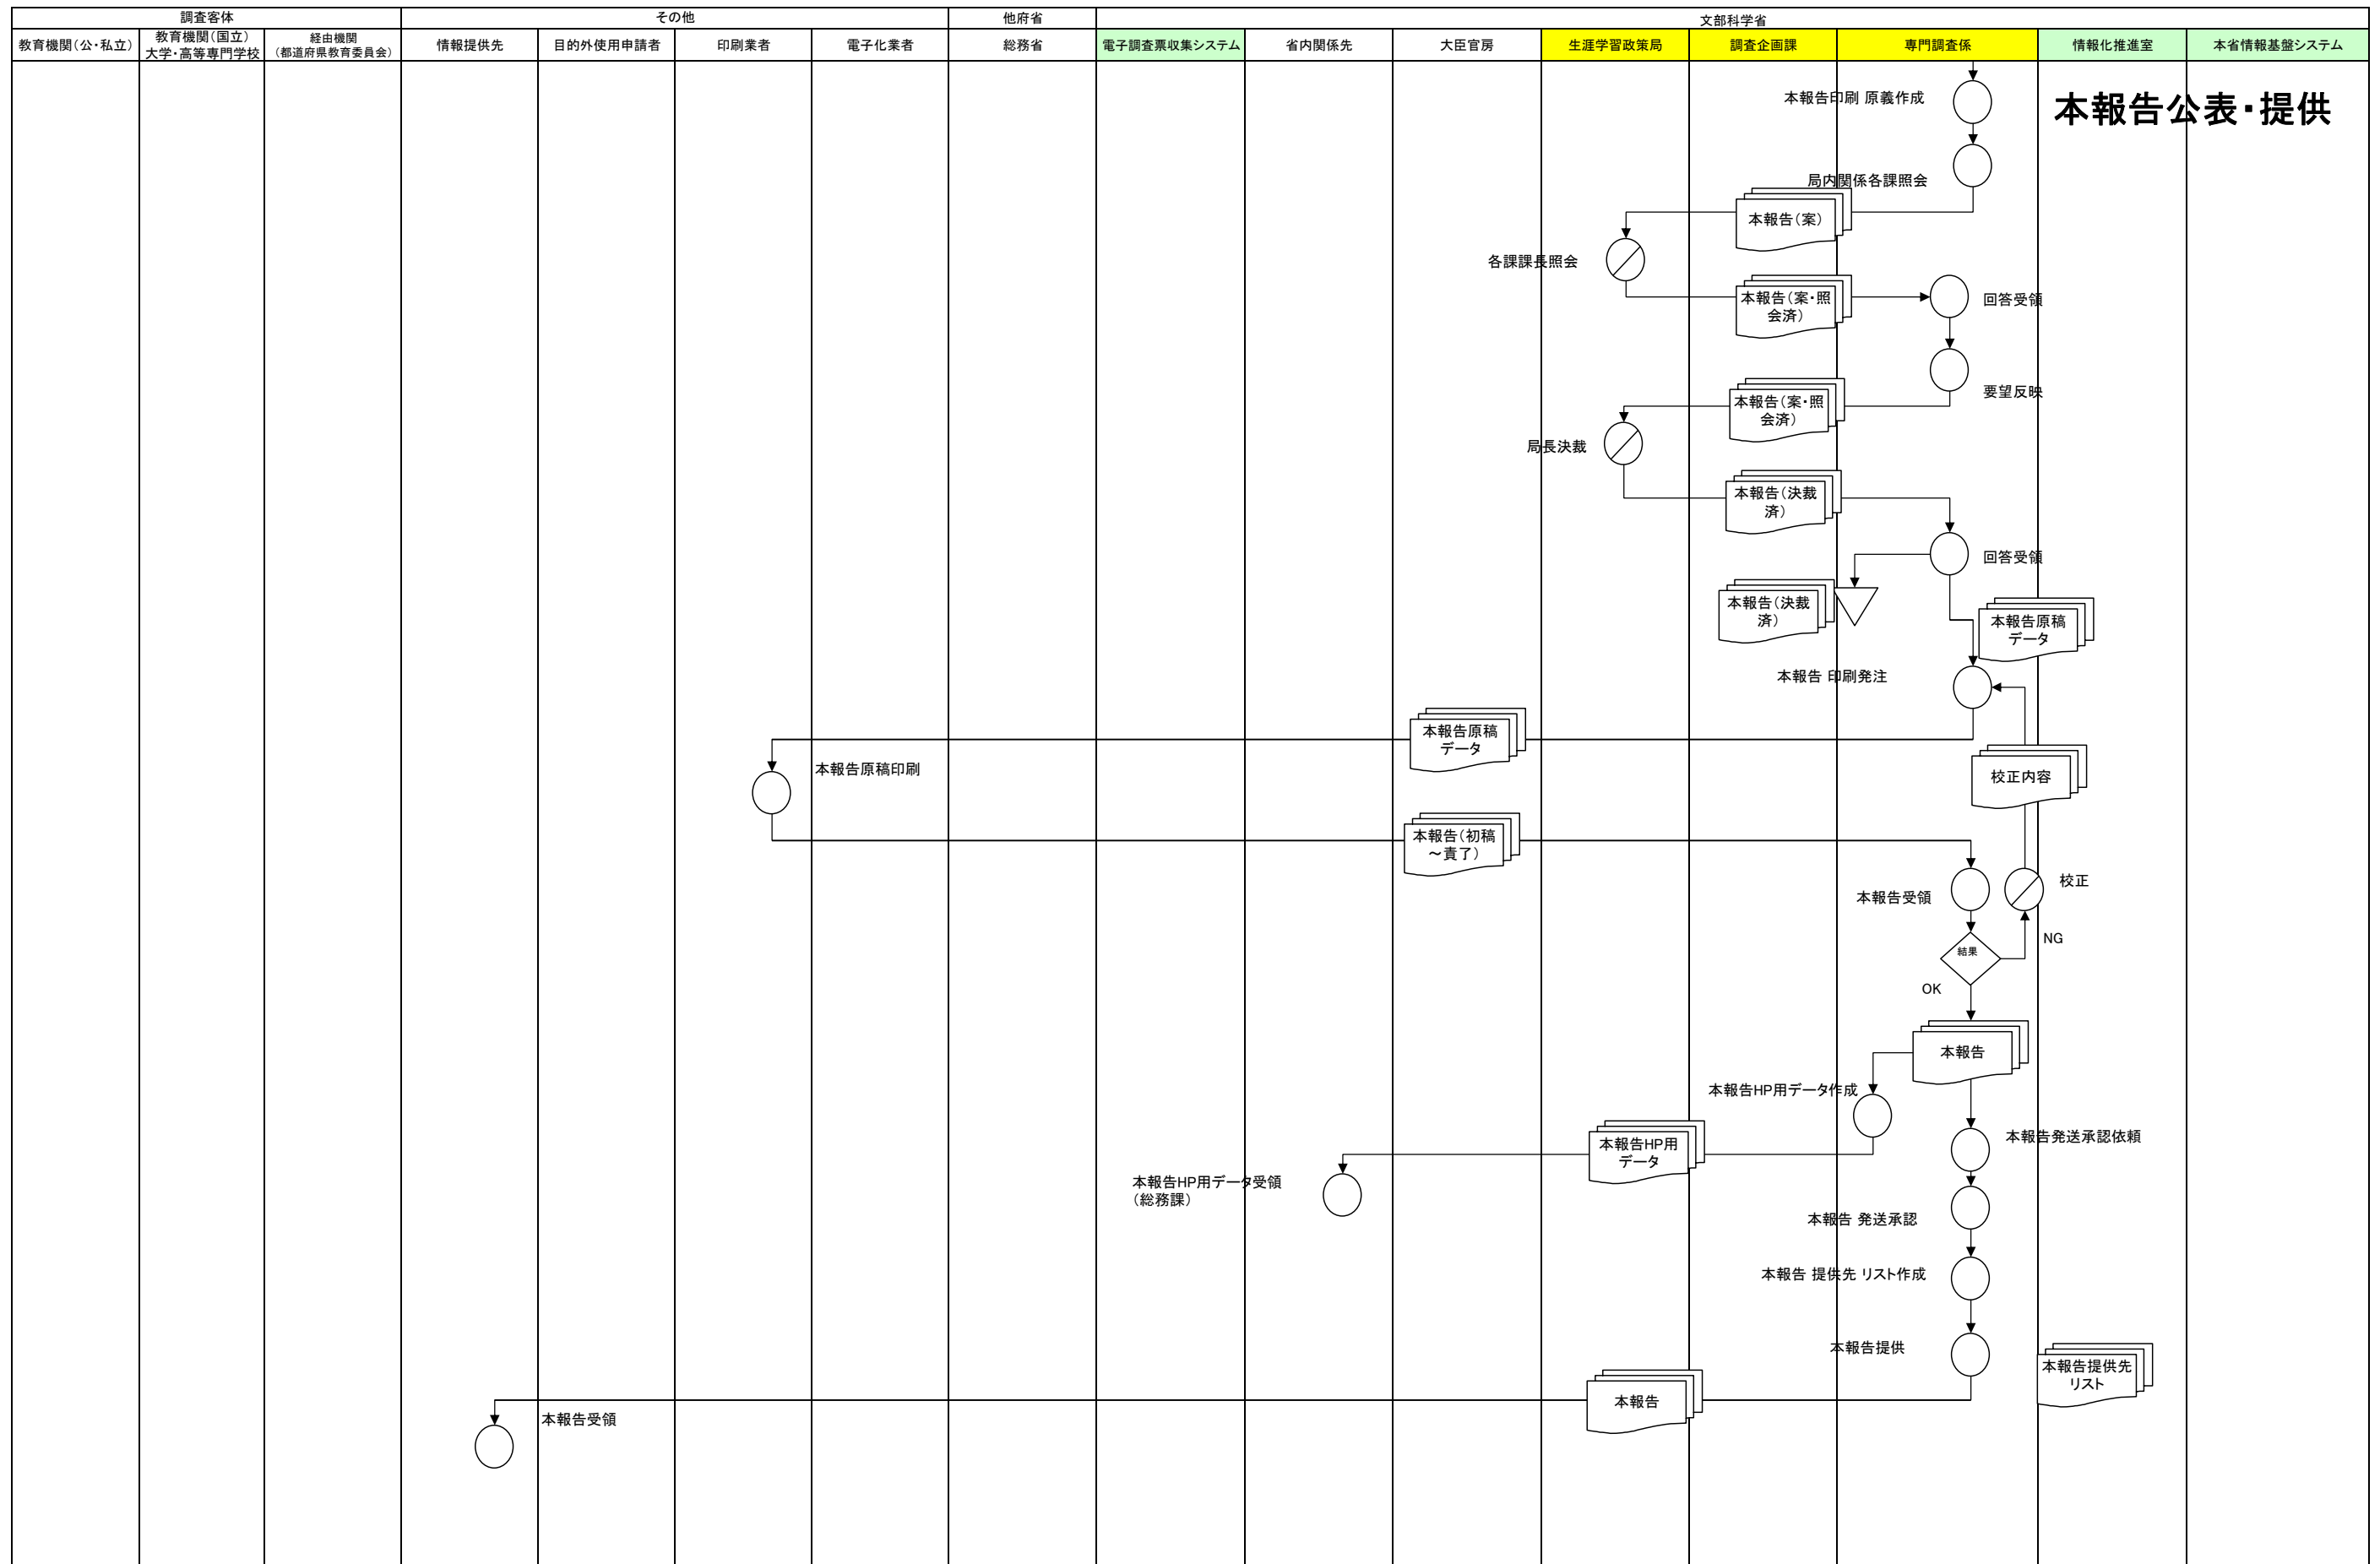 調査客体
その他
他府省
文部科学省
教育機関(公・私立)
教育機関(国立)
大学・高等専門学校
経由機関
(都道府県教育委員会)
情報提供先
目的外使用申請者
印刷業者
電子化業者
総務省
電子調査票収集システム
省内関係先
大臣官房
生涯学習政策局
調査企画課
専門調査係
情報化推進室
本省情報基盤システム
本報告公表・提供
本報告印刷 原義作成
局内関係各課照会
本報告(案)
各課課長照会
本報告(案・照
会済)
回答受領
要望反映
本報告(案・照
会済)
局長決裁
本報告(決裁
済)
回答受領
本報告(決裁
済)
本報告原稿
データ
本報告 印刷発注
本報告原稿
データ
本報告原稿印刷
校正内容
本報告(初稿
~責了)
本報告受領
校正
NG
結果
OK
本報告
本報告HP用データ作成
本報告HP用
データ
本報告発送承認依頼
本報告HP用データ受領
(総務課)
本報告 発送承認
本報告 提供先 リスト作成
本報告提供
本報告提供先
リスト
本報告
本報告受領